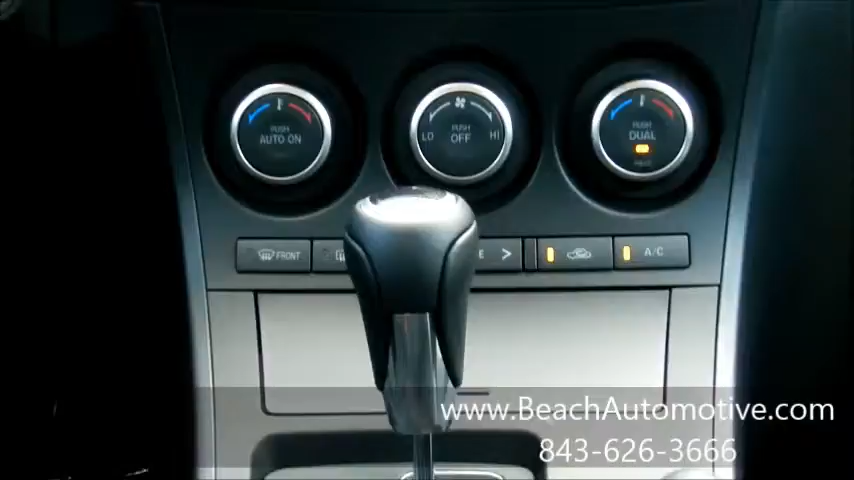 PUSH
AUTO ON
LO
PUSH
OFF
HI
PUSH
DUAL
FRONT
E >
A/C
www.BeachAutomotive.com
843-626-3666